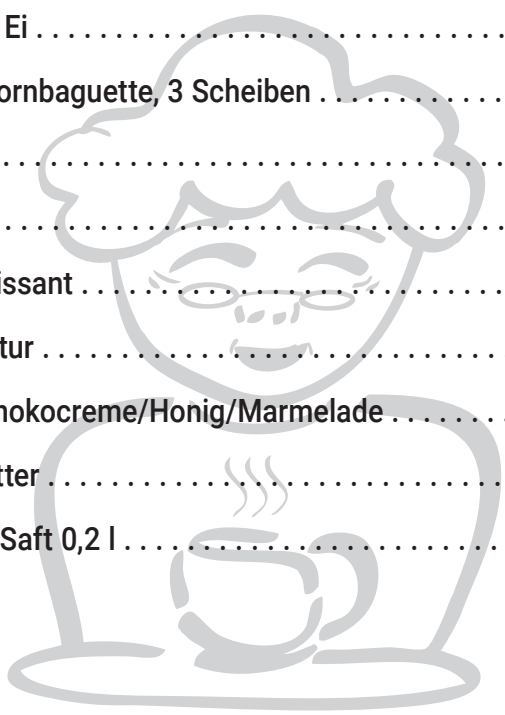 Ei ........................................
ornbaguette, 3 Scheiben ................
........................................
........................................
issant ..................................
tur .....................................
hokocreme/Honig/Marmelade ........
tter ....................................
Saft 0,2 l ..............................